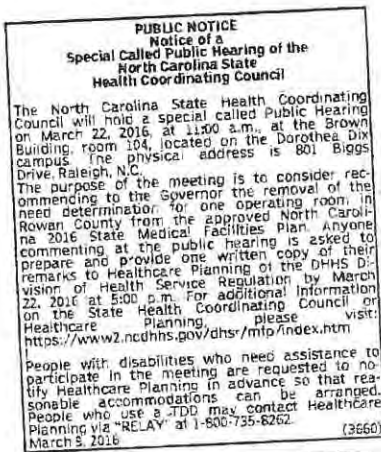 PUBLIC NOTICE
Notice of a
Special Called Public Hearing of the
North Carolina State
Health Coordinating Council
The North Carolina State Health Coordinating
Council will hold a special called Public Hearing
on March 22, 2016, at 11:00 a.m., at the Brown
Building, room 104, located on the Dorothea Dix
campus. The physical address is 801 Biggs
Drive, Raleigh, N.C.
The purpose of the meeting is to consider rec-
ommending to the Governor the removal of the
need determination for one operating room in
Rowan County from the approved North Caroli-
na 2016 State Medical Facilities Plan. Anyone
commenting at the public hearing is asked to
prepare and provide one written copy of their
remarks to Healthcare Planning of the DHHS Di-
vision of Health Service Regulation by March
22, 2016 at 5:00 p.m. For additional information
on the State Health Coordinating Council or
Healthcare Planning, please visit:
https://www2.ncdhhs.gov/dhsr/mfp/index.htm
People with disabilities who need assistance to
participate in the meeting are requested to no-
tify Healthcare Planning in advance so that rea-
sonable accommodations can be arranged.
People who use a TDD may contact Healthcare
Planning via "RELAY" at 1-800-735-8262.
March 9, 2016 (3660)